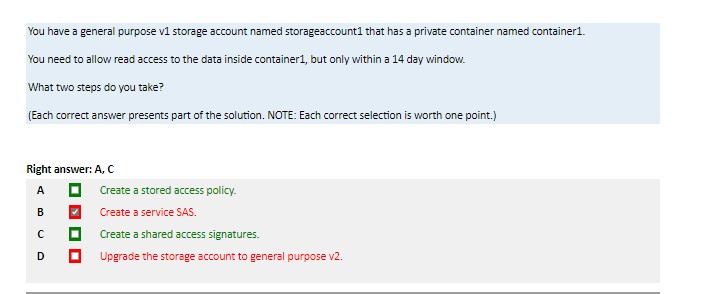 You have a general purpose v1 storage account named storageaccount1 that has a private container named container1.
You need to allow read access to the data inside container1, but only within a 14 day window.
What two steps do you take?
(Each correct answer presents part of the solution. NOTE: Each correct selection is worth one point.)
Right answer: A, C
A Create a stored access policy.
B Create a service SAS.
C Create a shared access signatures.
D Upgrade the storage account to general purpose v2.